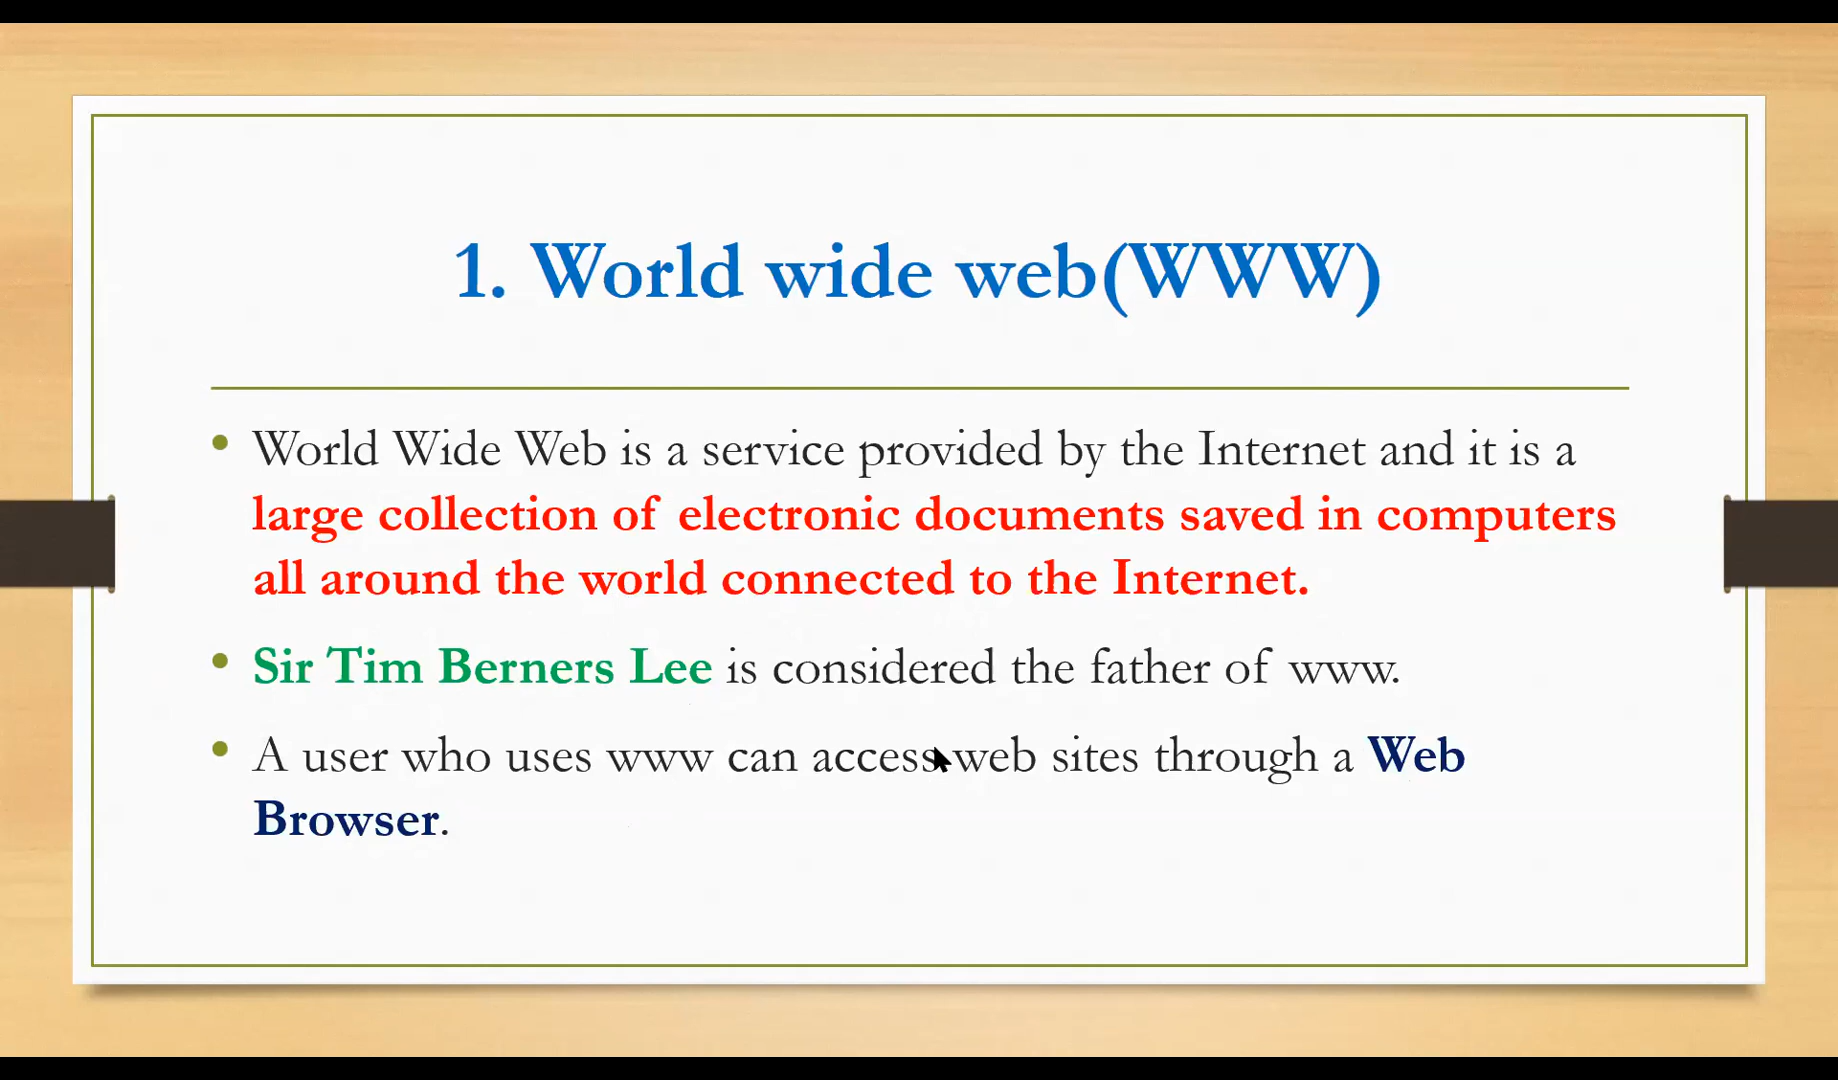 1. World wide web(WWW)
• World Wide Web is a service provided by the Internet and it is a
large collection of electronic documents saved in computers
all around the world connected to the Internet.
• Sir Tim Berners Lee is considered the father of www.
• A user who uses www can access web sites through a Web
Browser.